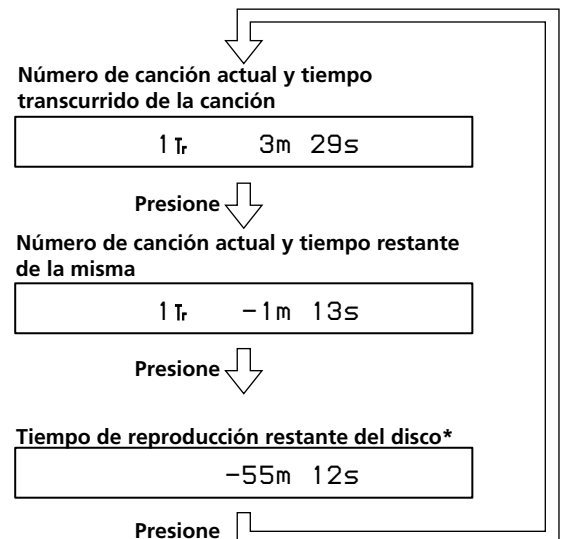 Número de canción actual y tiempo
transcurrido de la canción
1 Tr 3m 29s
Presione
Número de canción actual y tiempo restante
de la misma
1 Tr -1m 13s
Presione
Tiempo de reproducción restante del disco*
-55m 12s
Presione